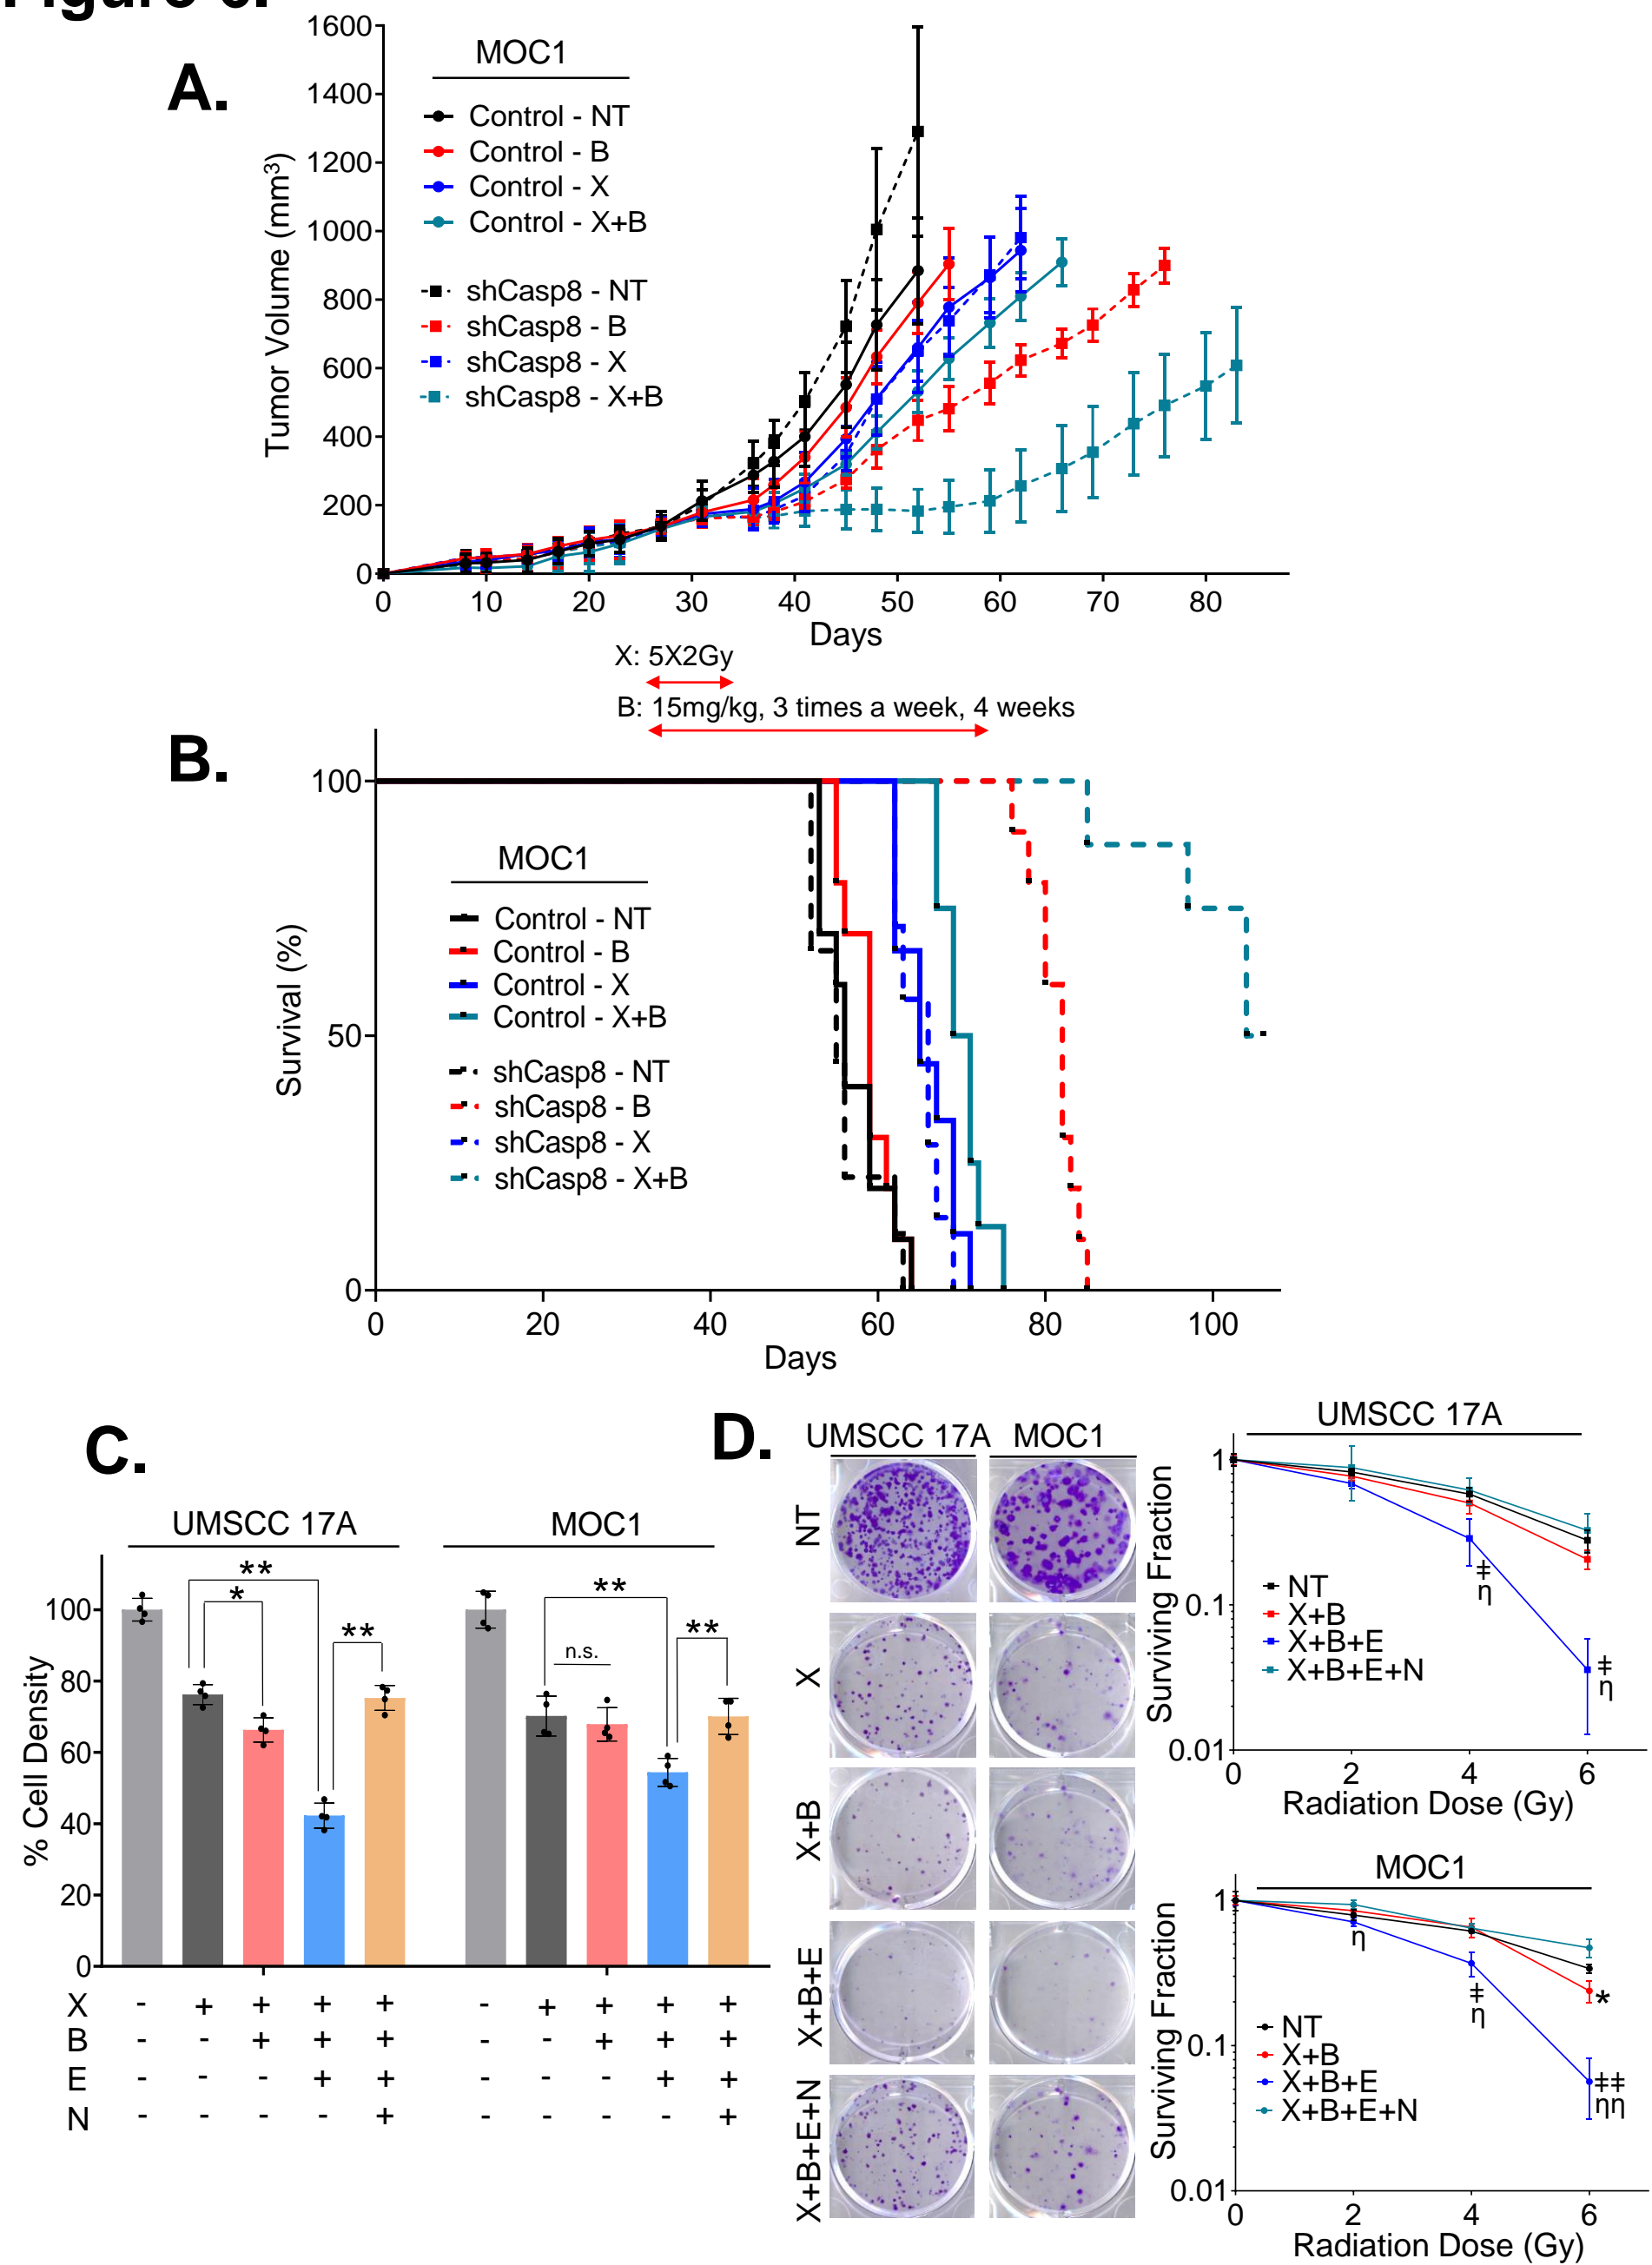 Figure 6.
A.
MOC1
Control - NT
Control - B
Control - X
Control - X+B
shCasp8 - NT
shCasp8 - B
shCasp8 - X
shCasp8 - X+B
Tumor Volume (mm³)
1600
1400
1200
1000
800
600
400
200
0
0 10 20 30 40 50 60 70 80
Days
X: 5X2Gy
B: 15mg/kg, 3 times a week, 4 weeks
B.
MOC1
Control - NT
Control - B
Control - X
Control - X+B
shCasp8 - NT
shCasp8 - B
shCasp8 - X
shCasp8 - X+B
Survival (%)
100
50
0
0 20 40 60 80 100
Days
C.
UMSCC 17A MOC1
** * **
** n.s. **
% Cell Density
100
80
60
40
20
0
X - + + + + - + + + +
B - - + + + - - + + +
E - - - + + - - - + +
N - - - - + - - - - +
D.
UMSCC 17A MOC1
NT
X
X+B
X+B+E
X+B+E+N
UMSCC 17A
Surviving Fraction
1
0.1
0.01
NT
X+B
X+B+E
X+B+E+N
ǂ
η
ǂ
η
0 2 4 6
Radiation Dose (Gy)
MOC1
Surviving Fraction
1
0.1
0.01
NT
X+B
X+B+E
X+B+E+N
η
ǂ
η
*
ǂǂ
ηη
0 2 4 6
Radiation Dose (Gy)